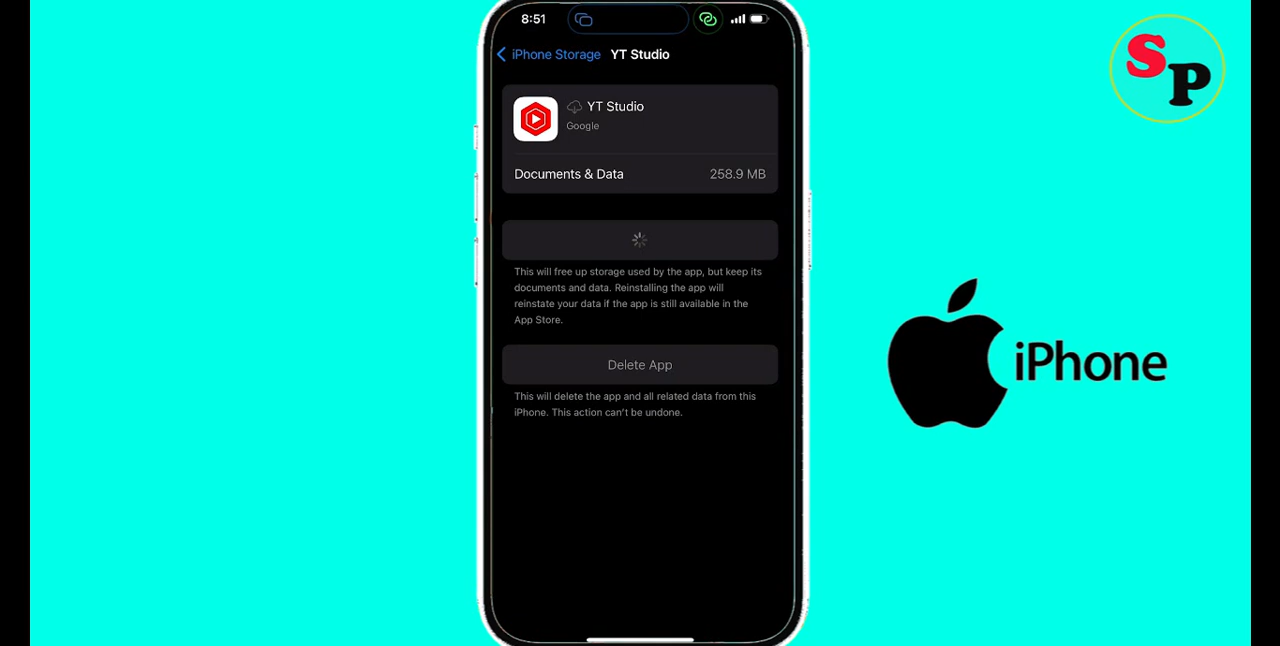 8:51
iPhone Storage YT Studio
YT Studio
Google
Documents & Data 258.9 MB
This will free up storage used by the app, but keep its
documents and data. Reinstalling the app will
reinstate your data if the app is still available in the
App Store.
Delete App
This will delete the app and all related data from this
iPhone. This action can't be undone.
SP
iPhone